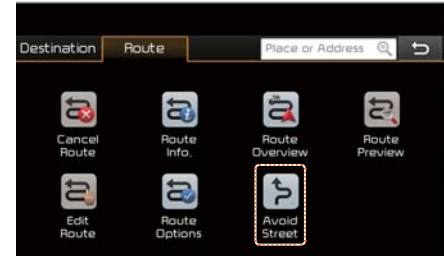 Destination Route Place or Address
Cancel Route Route Route
Route Info. Overview Preview
Edit Route Avoid
Route Options Street